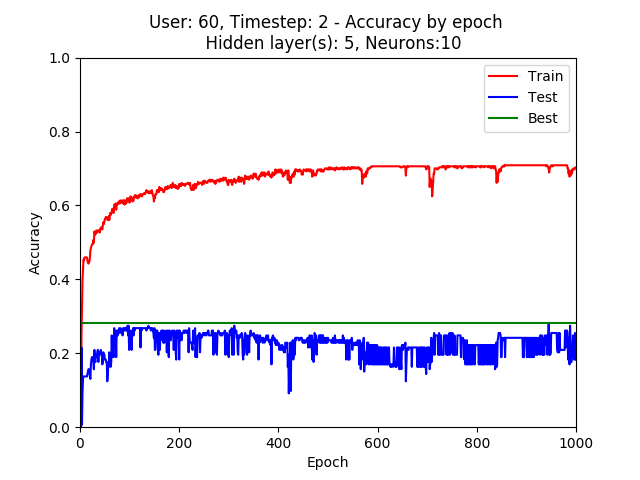 User: 60, Timestep: 2 - Accuracy by epoch
Hidden layer(s): 5, Neurons:10
1.0
0.8
0.6
0.4
0.2
0.0
Accuracy
Train
Test
Best
0
200
400
600
800
1000
Epoch